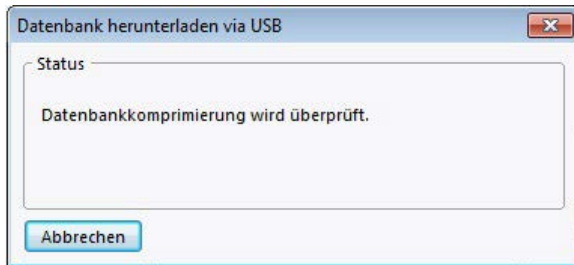 Datenbank herunterladen via USB
Status
Datenbankkomprimierung wird überprüft.
Abbrechen